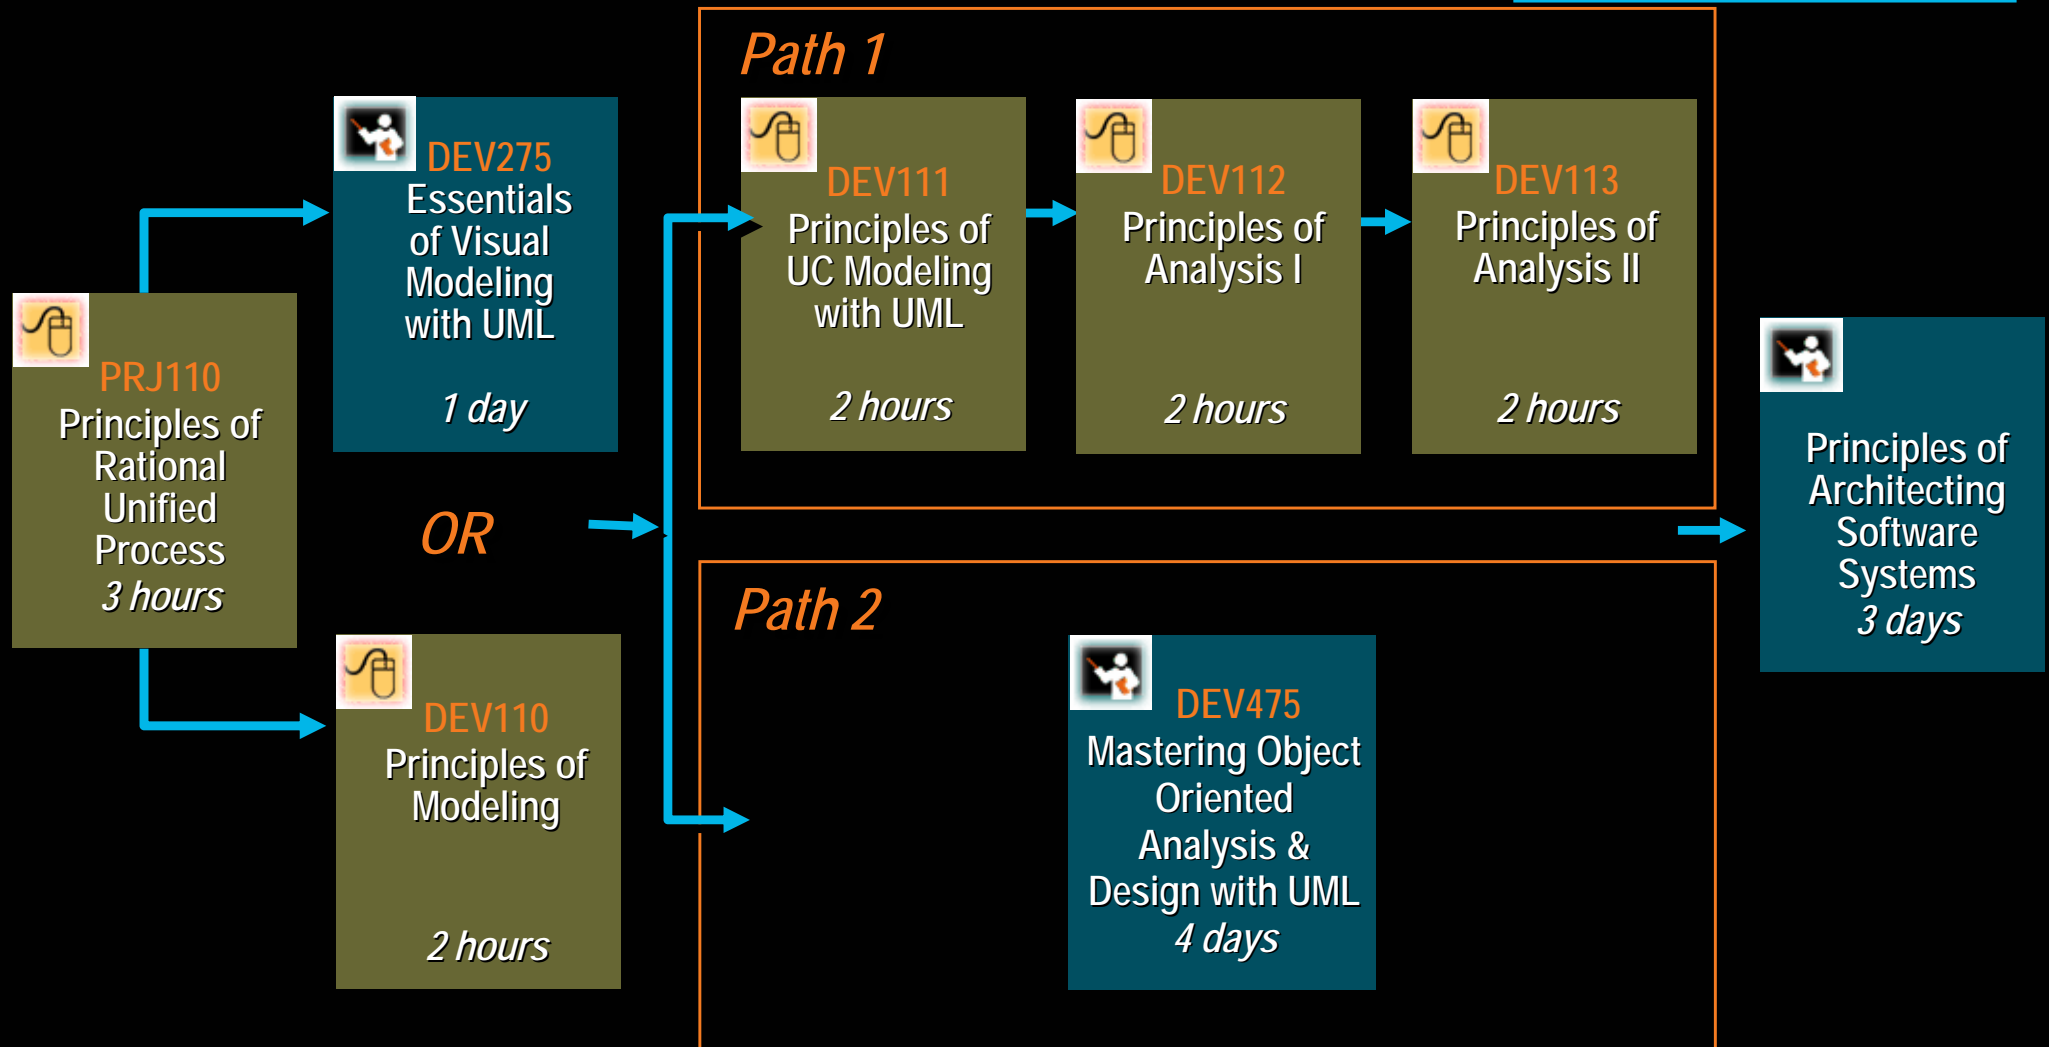 PRJ110
Principles of
Rational
Unified
Process
3 hours
DEV275
Essentials
of Visual
Modeling
with UML
1 day
OR
DEV110
Principles of
Modeling
2 hours
Path 1
DEV111
Principles of
UC Modeling
with UML
2 hours
DEV112
Principles of
Analysis I
2 hours
DEV113
Principles of
Analysis II
2 hours
Path 2
DEV475
Mastering Object
Oriented
Analysis &
Design with UML
4 days
Principles of
Architecting
Software
Systems
3 days